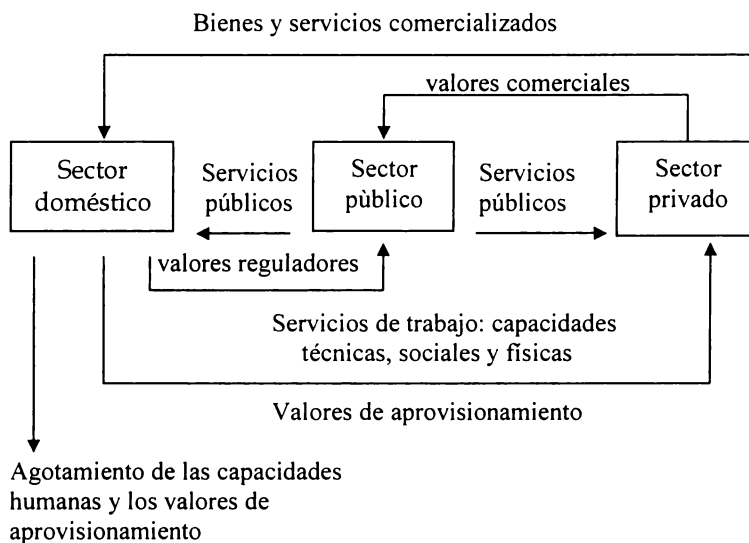 Bienes y servicios comercializados
valores comerciales
Sector
doméstico
Servicios
públicos
Sector
pùblico
Servicios
públicos
Sector
privado
valores reguladores
Servicios de trabajo: capacidades
técnicas, sociales y físicas
Valores de aprovisionamiento
Agotamiento de las capacidades
humanas y los valores de
aprovisionamiento